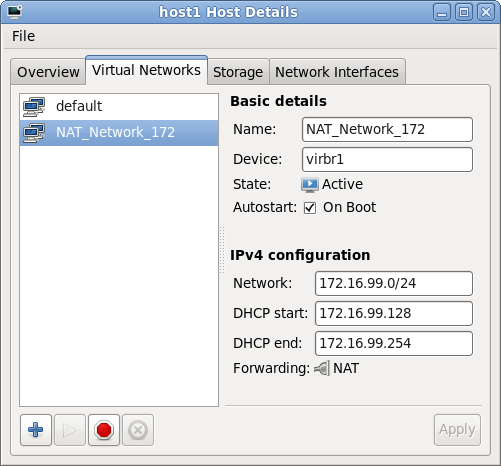 host1 Host Details
File
Overview Virtual Networks Storage Network Interfaces
default
NAT_Network_172
Basic details
Name: NAT_Network_172
Device: virbr1
State: Active
Autostart: On Boot
IPv4 configuration
Network: 172.16.99.0/24
DHCP start: 172.16.99.128
DHCP end: 172.16.99.254
Forwarding: NAT
Apply